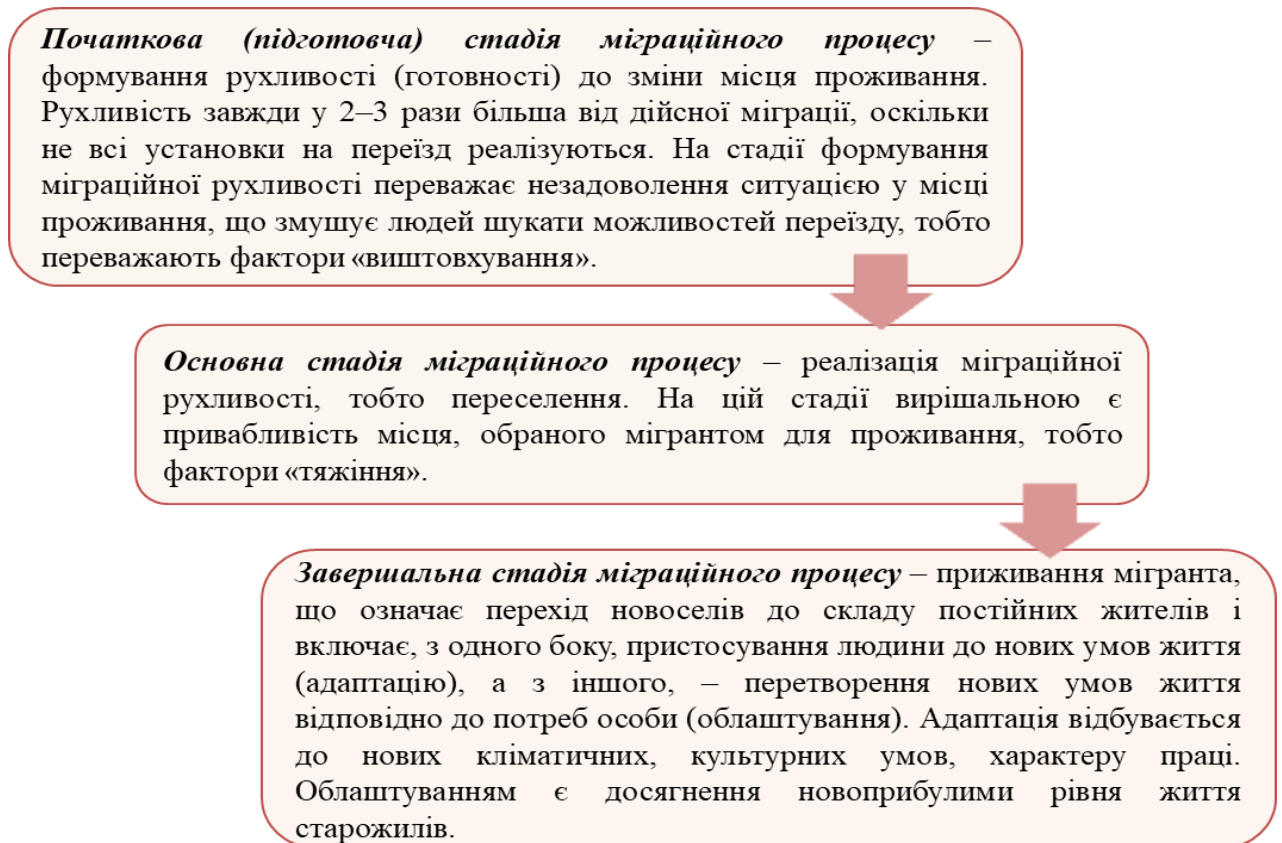 Початкова (підготовча) стадія міграційного процесу –
формування рухливості (готовності) до зміни місця проживання.
Рухливість завжди у 2–3 рази більша від дійсної міграції, оскільки
не всі установки на переїзд реалізуються. На стадії формування
міграційної рухливості переважає незадоволення ситуацією у місці
проживання, що змушує людей шукати можливостей переїзду, тобто
переважають фактори «виштовхування».
Основна стадія міграційного процесу – реалізація міграційної
рухливості, тобто переселення. На цій стадії вирішальною є
привабливість місця, обраного мігрантом для проживання, тобто
фактори «тяжіння».
Завершальна стадія міграційного процесу – приживання мігранта,
що означає перехід новоселів до складу постійних жителів і
включає, з одного боку, пристосування людини до нових умов життя
(адаптацію), а з іншого, – перетворення нових умов життя
відповідно до потреб особи (облаштування). Адаптація відбувається
до нових кліматичних, культурних умов, характеру праці.
Облаштуванням є досягнення новоприбулими рівня життя
старожилів.